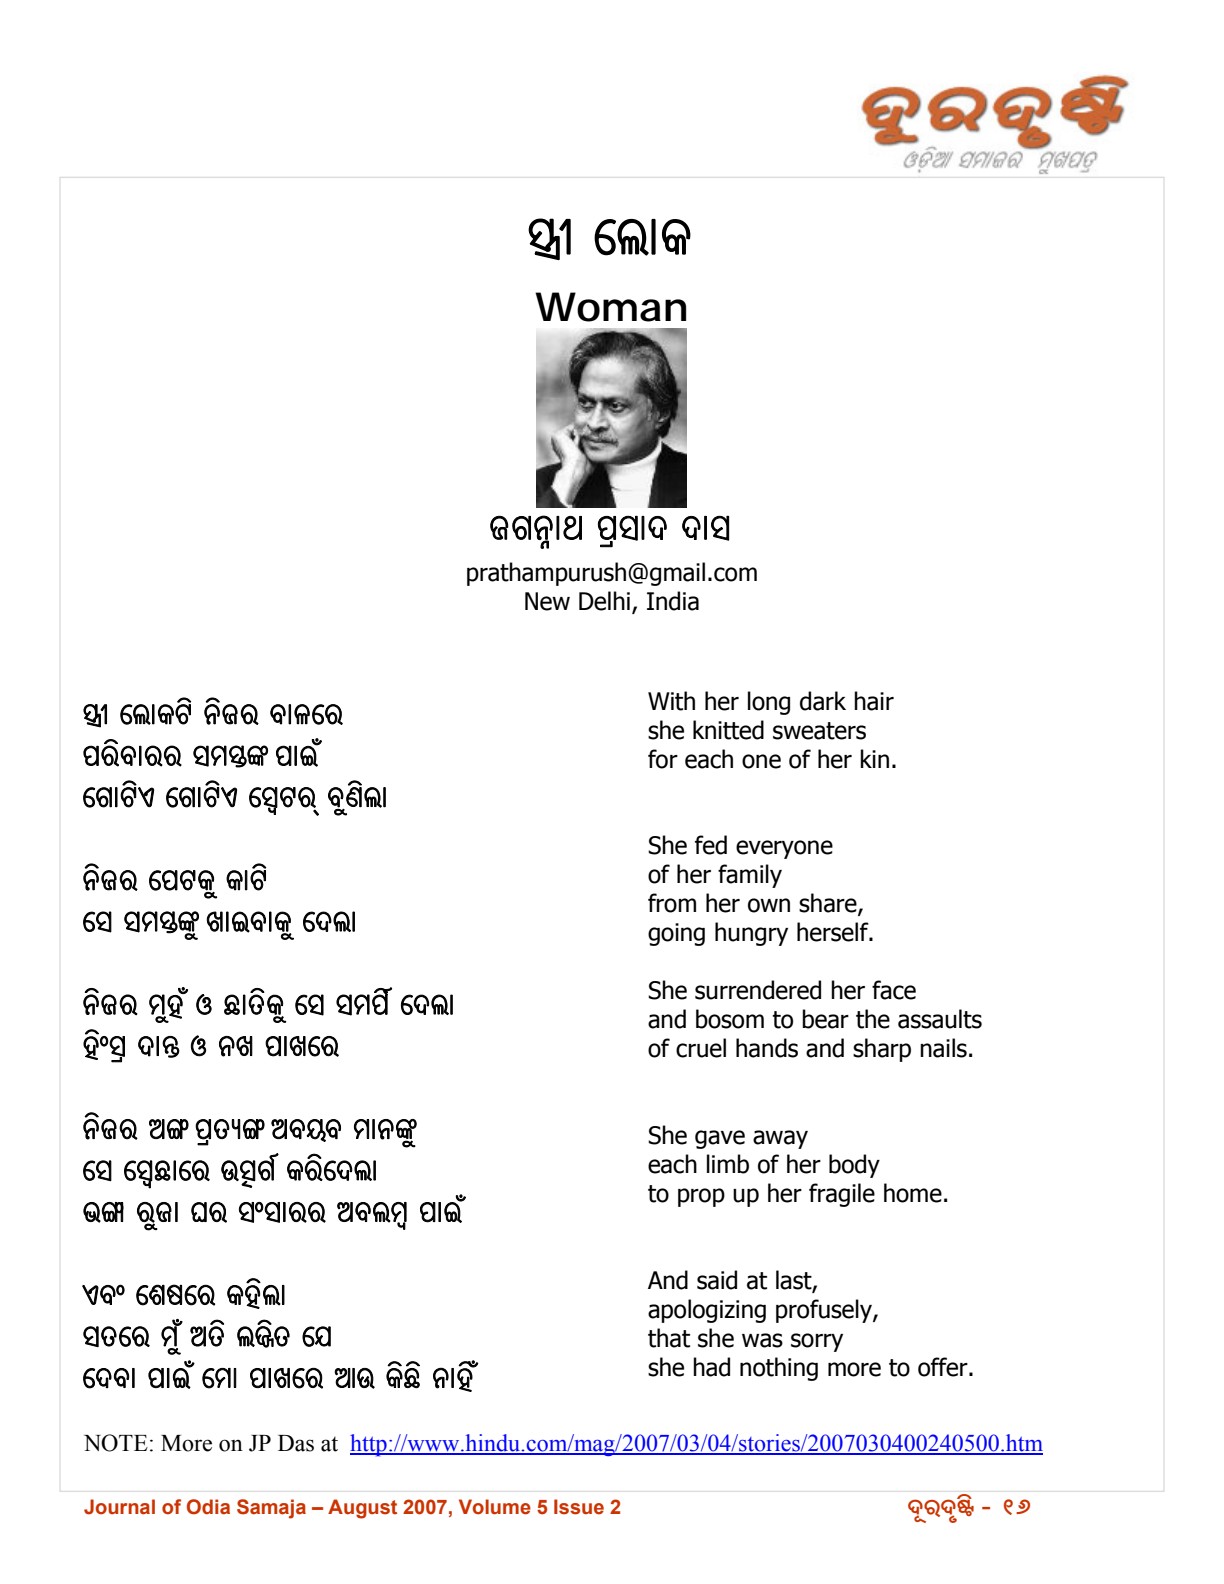 ଦୁରଦୃଷ୍ଟି
ଓଡ଼ିଆ ସମାଜର ମୁଖପତ୍ର
ସ୍ତ୍ରୀ ଲୋକ
Woman
ଜଗନ୍ନାଥ ପ୍ରସାଦ ଦାସ
prathampurush@gmail.com
New Delhi, India
ସ୍ତ୍ରୀ ଲୋକଟି ନିଜର ବାଳରେ
ପରିବାରର ସମସ୍ତଙ୍କ ପାଇଁ
ଗୋଟିଏ ଗୋଟିଏ ସ୍ୱେଟର୍ ବୁଣିଲା
ନିଜର ପେଟକୁ କାଟି
ସେ ସମସ୍ତଙ୍କୁ ଖାଇବାକୁ ଦେଲା
ନିଜର ମୁହଁ ଓ ଛାତିକୁ ସେ ସମର୍ପି ଦେଲା
ହିଂସ୍ର ଦାନ୍ତ ଓ ନଖ ପାଖରେ
ନିଜର ଅଙ୍ଗ ପ୍ରତ୍ୟଙ୍ଗ ଅବୟବ ମାନଙ୍କୁ
ସେ ସ୍ୱେଛାରେ ଉତ୍ସର୍ଗ କରିଦେଲା
ଭଙ୍ଗା ରୁଜା ଘର ସଂସାରର ଅବଲମ୍ବ ପାଇଁ
ଏବଂ ଶେଷରେ କହିଲା
ସତରେ ମୁଁ ଅତି ଲଜ୍ଜିତ ଯେ
ଦେବା ପାଇଁ ମୋ ପାଖରେ ଆଉ କିଛି ନାହିଁ
With her long dark hair
she knitted sweaters
for each one of her kin.
She fed everyone
of her family
from her own share,
going hungry herself.
She surrendered her face
and bosom to bear the assaults
of cruel hands and sharp nails.
She gave away
each limb of her body
to prop up her fragile home.
And said at last,
apologizing profusely,
that she was sorry
she had nothing more to offer.
NOTE: More on JP Das at http://www.hindu.com/mag/2007/03/04/stories/2007030400240500.htm
Journal of Odia Samaja – August 2007, Volume 5 Issue 2 ଦୂରଦୃଷ୍ଟି - ୧୬